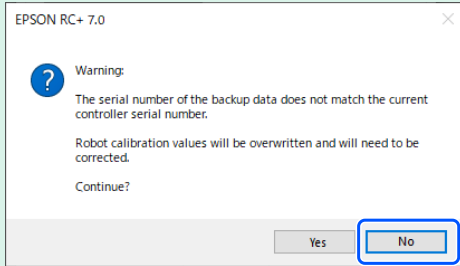 EPSON RC+ 7.0
Warning:
The serial number of the backup data does not match the current
controller serial number.
Robot calibration values will be overwritten and will need to be
corrected.
Continue?
Yes
No